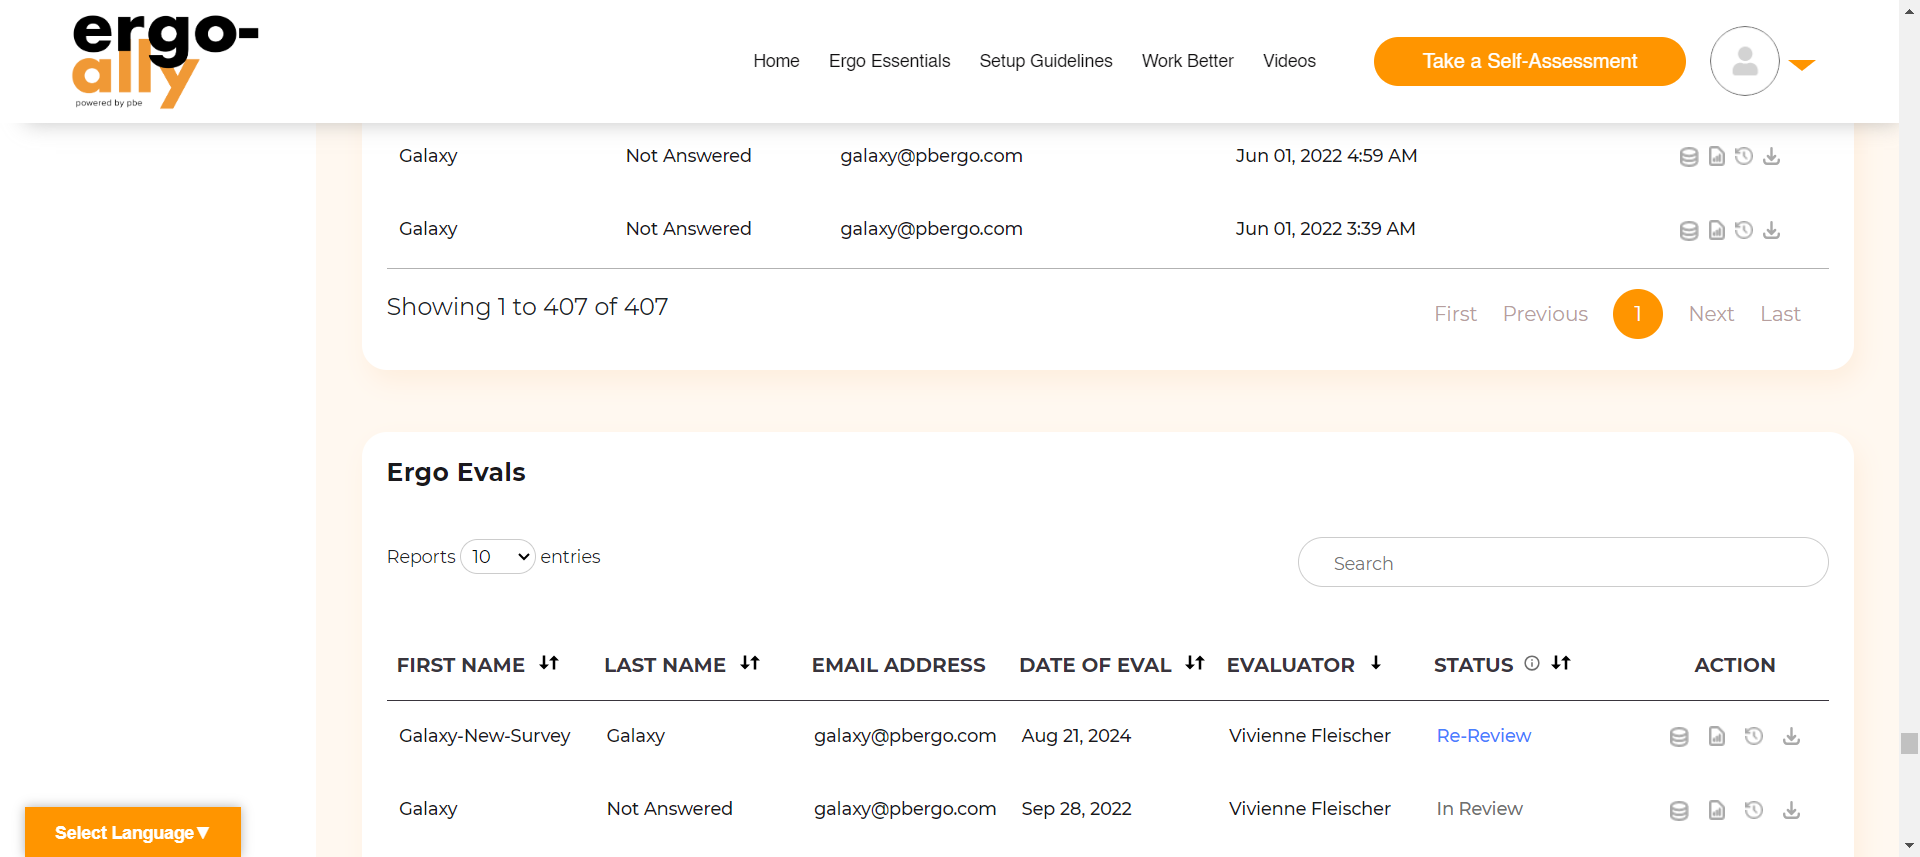 ergo-
ally
powered by pbe
Home Ergo Essentials Setup Guidelines Work Better Videos Take a Self-Assessment
Galaxy Not Answered galaxy@pbergo.com Jun 01, 2022 4:59 AM
Galaxy Not Answered galaxy@pbergo.com Jun 01, 2022 3:39 AM
Showing 1 to 407 of 407
First Previous 1 Next Last
Ergo Evals
Reports 10 entries
Search
FIRST NAME LAST NAME EMAIL ADDRESS DATE OF EVAL EVALUATOR STATUS ACTION
Galaxy-New-Survey Galaxy galaxy@pbergo.com Aug 21, 2024 Vivienne Fleischer Re-Review
Galaxy Not Answered galaxy@pbergo.com Sep 28, 2022 Vivienne Fleischer In Review
Select Language▼